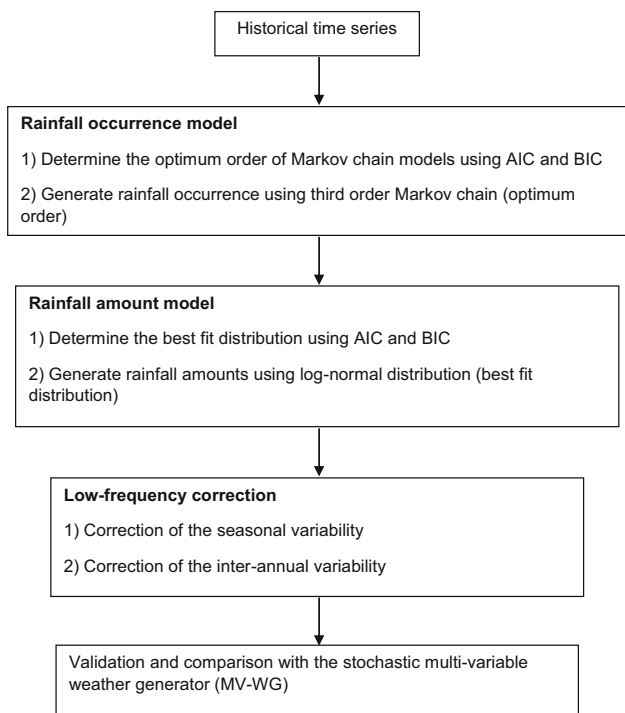 Historical time series
Rainfall occurrence model
1) Determine the optimum order of Markov chain models using AIC and BIC
2) Generate rainfall occurrence using third order Markov chain (optimum
order)
Rainfall amount model
1) Determine the best fit distribution using AIC and BIC
2) Generate rainfall amounts using log-normal distribution (best fit
distribution)
Low-frequency correction
1) Correction of the seasonal variability
2) Correction of the inter-annual variability
Validation and comparison with the stochastic multi-variable
weather generator (MV-WG)